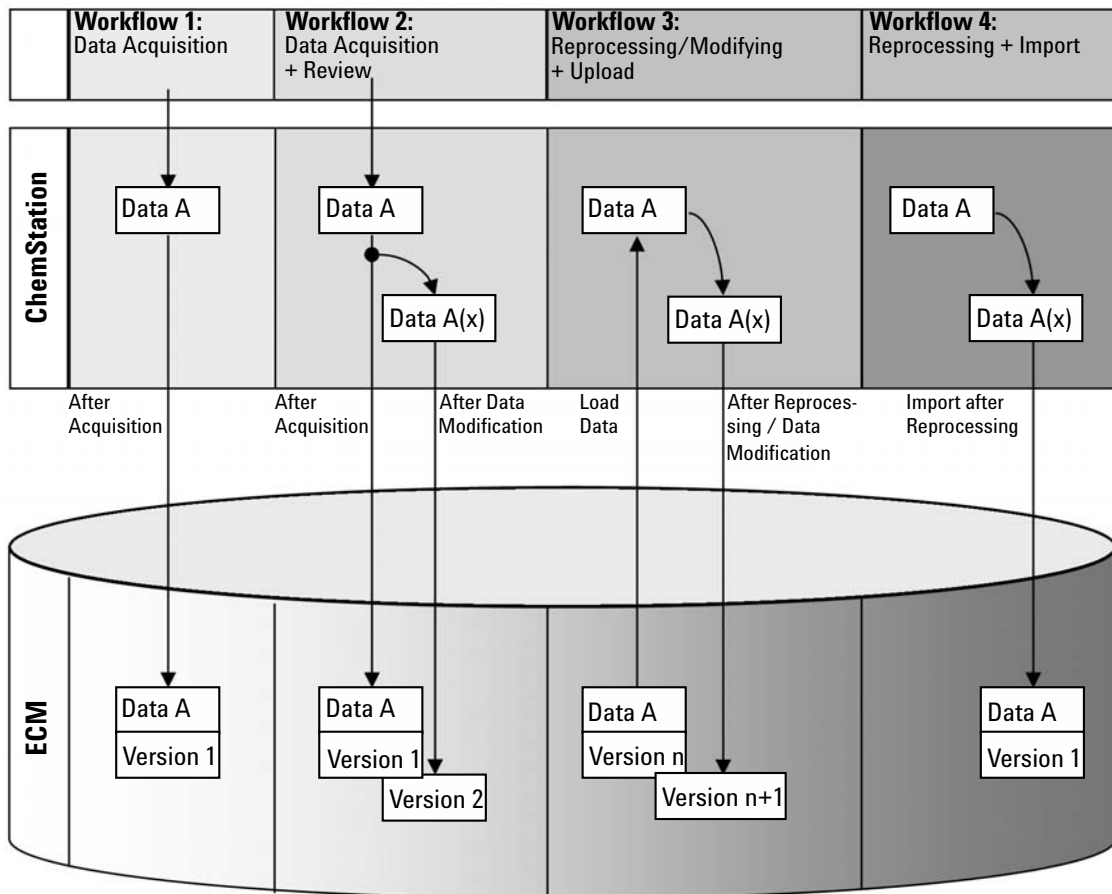 Workflow 1:
Data Acquisition
Workflow 2:
Data Acquisition
+ Review
Workflow 3:
Reprocessing/Modifying
+ Upload
Workflow 4:
Reprocessing + Import
ChemStation
Data A
Data A
Data A(x)
Data A
Data A(x)
Data A
Data A(x)
After
Acquisition
After
Acquisition
After Data
Modification
Load
Data
After Reproces-
sing / Data
Modification
Import after
Reprocessing
ECM
Data A
Version 1
Data A
Version 1
Version 2
Data A
Version n
Version n+1
Data A
Version 1